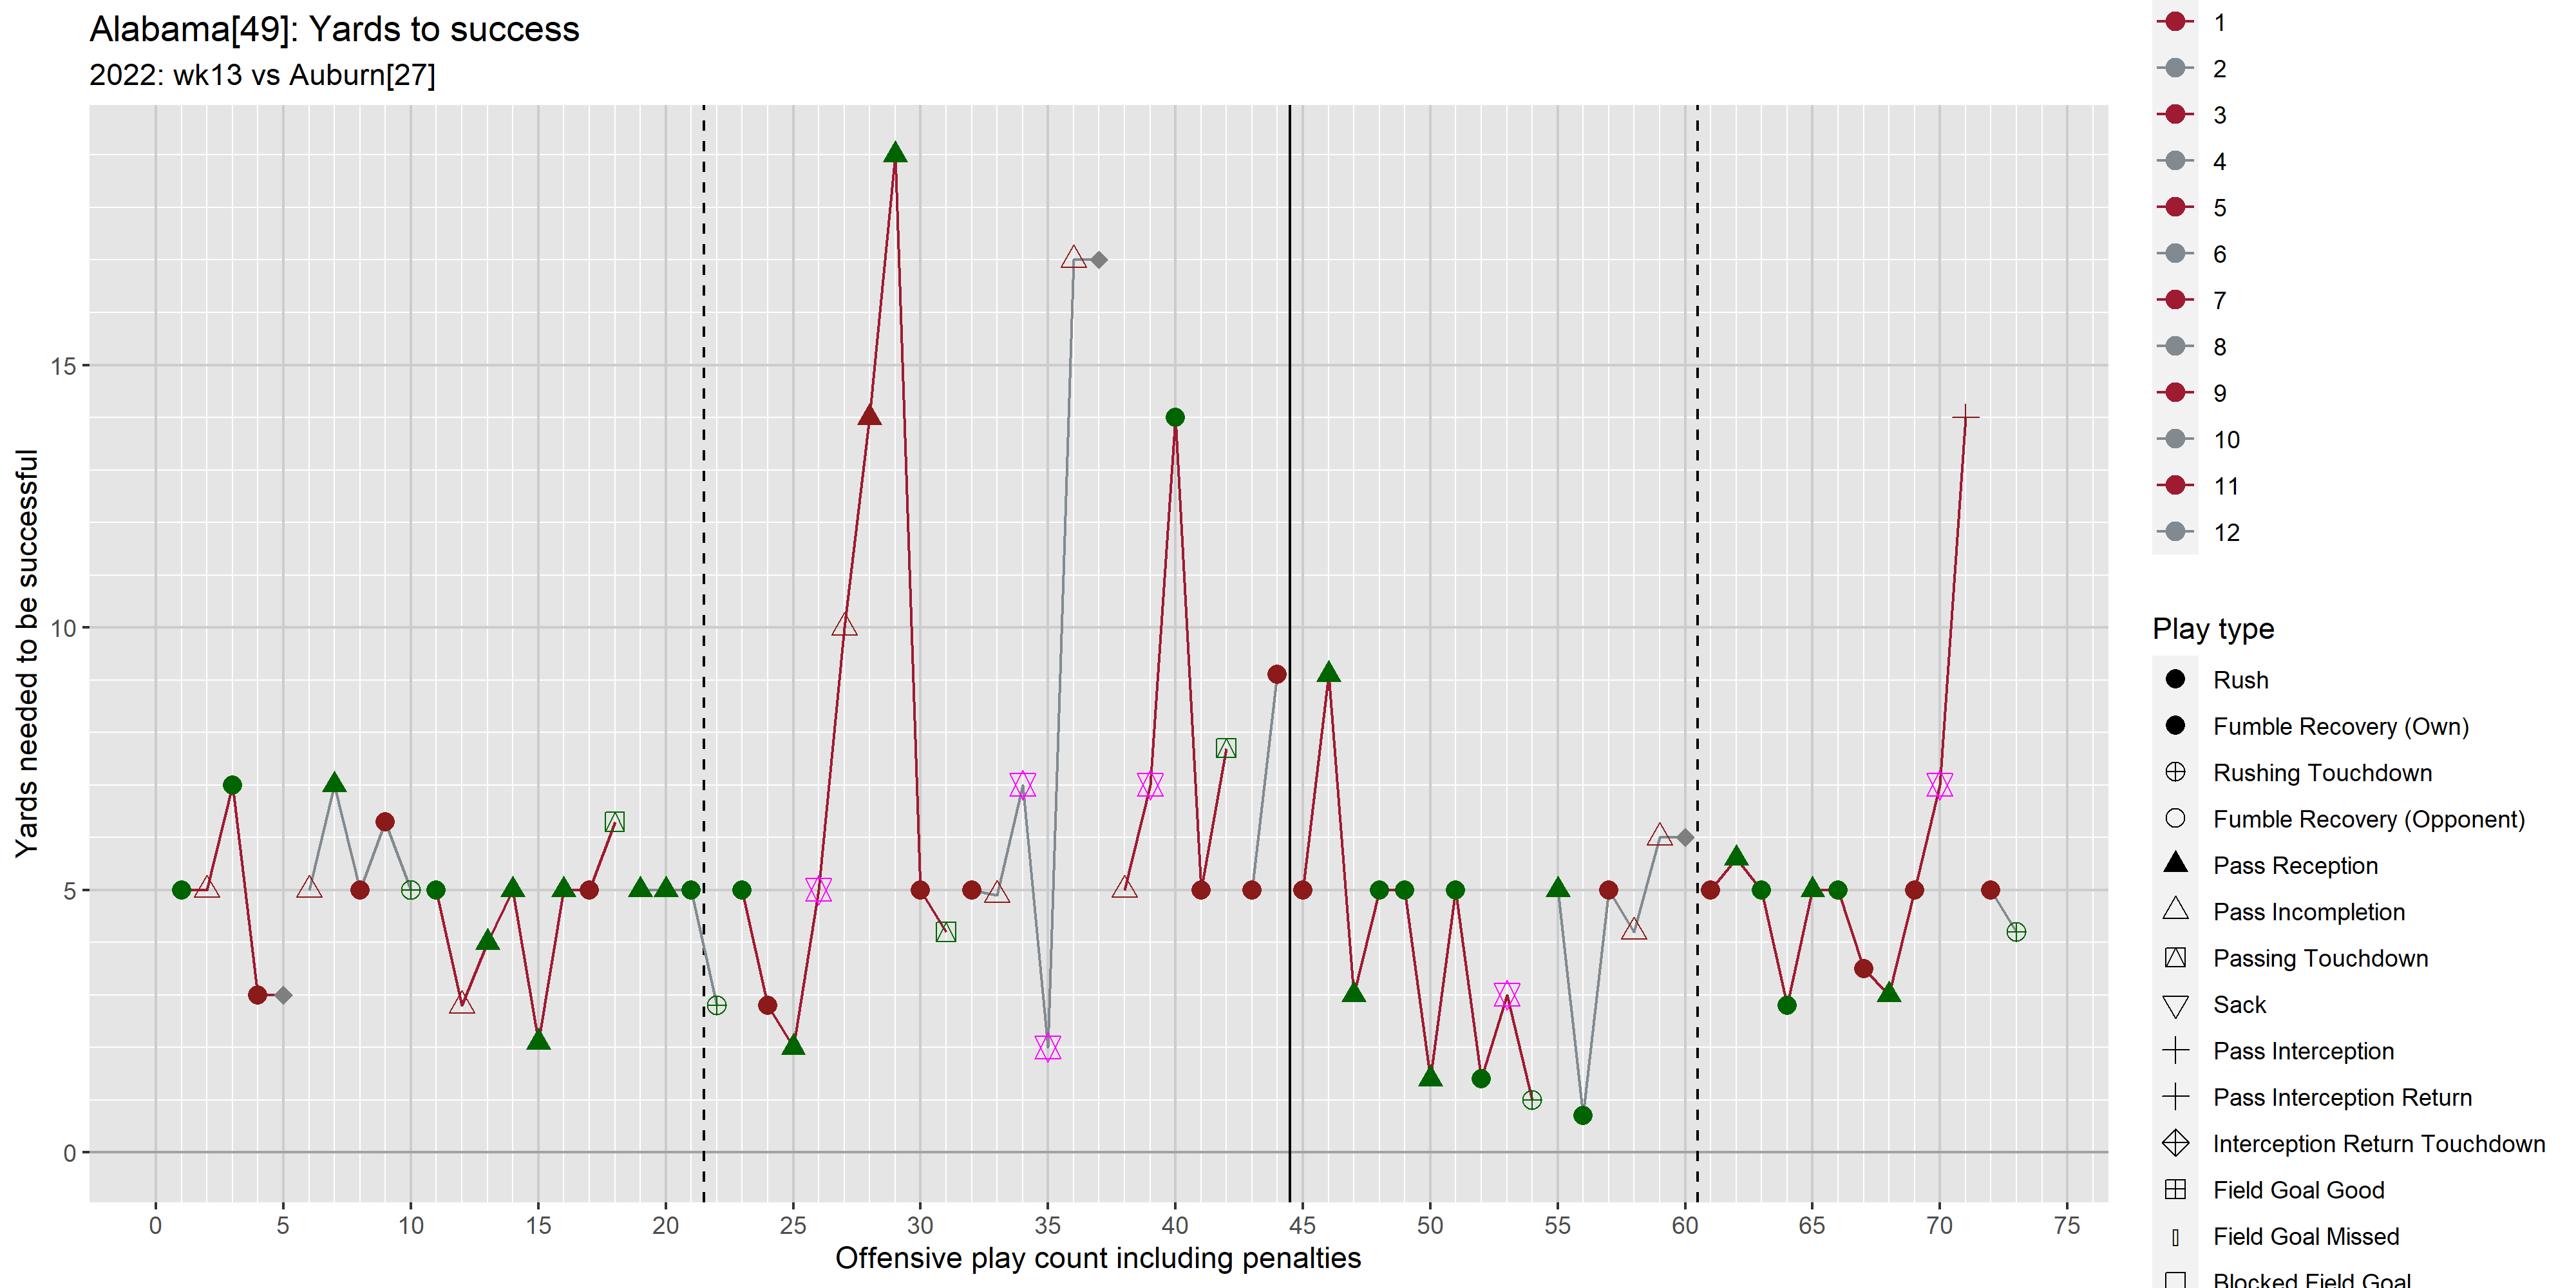 Alabama[49]: Yards to success
2022: wk13 vs Auburn[27]
Yards needed to be successful
15
10
5
0
0 5 10 15 20 25 30 35 40 45 50 55 60 65 70 75
Offensive play count including penalties
1
2
3
4
5
6
7
8
9
10
11
12
Play type
Rush
Fumble Recovery (Own)
Rushing Touchdown
Fumble Recovery (Opponent)
Pass Reception
Pass Incompletion
Passing Touchdown
Sack
Pass Interception
Pass Interception Return
Interception Return Touchdown
Field Goal Good
Field Goal Missed
Blocked Field Goal